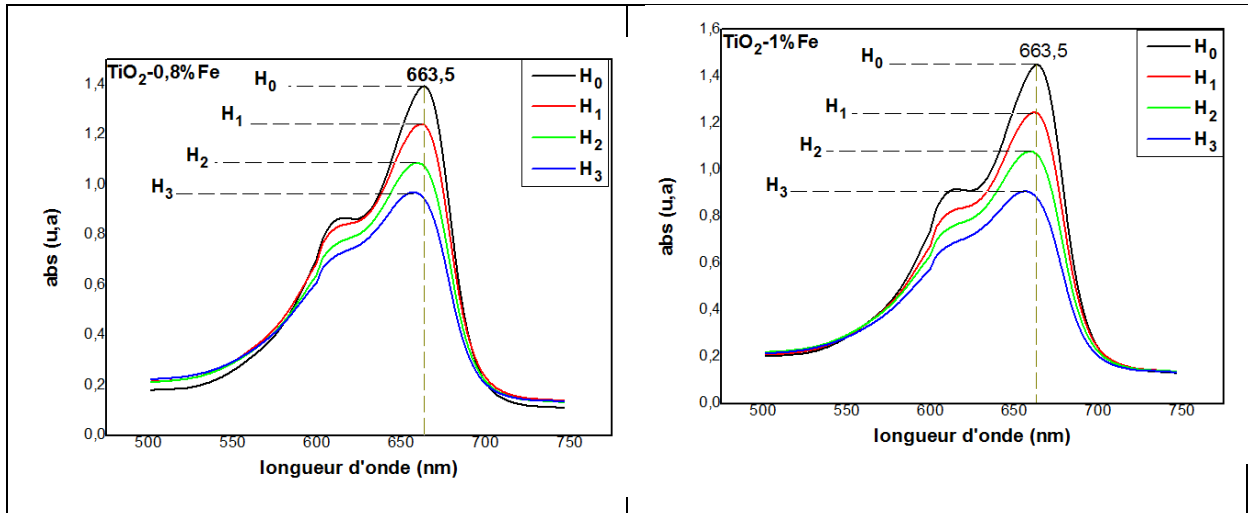 TiO2-0,8%Fe
663,5
H0
H1
H2
H3
H0
H1
H2
H3
1,4
1,2
1,0
0,8
0,6
0,4
0,2
0,0
abs (u,a)
500
550
600
650
700
750
longueur d'onde (nm)
TiO2-1%Fe
663,5
H0
H1
H2
H3
H0
H1
H2
H3
1,6
1,4
1,2
1,0
0,8
0,6
0,4
0,2
0,0
abs (u,a)
500
550
600
650
700
750
longueur d'onde (nm)